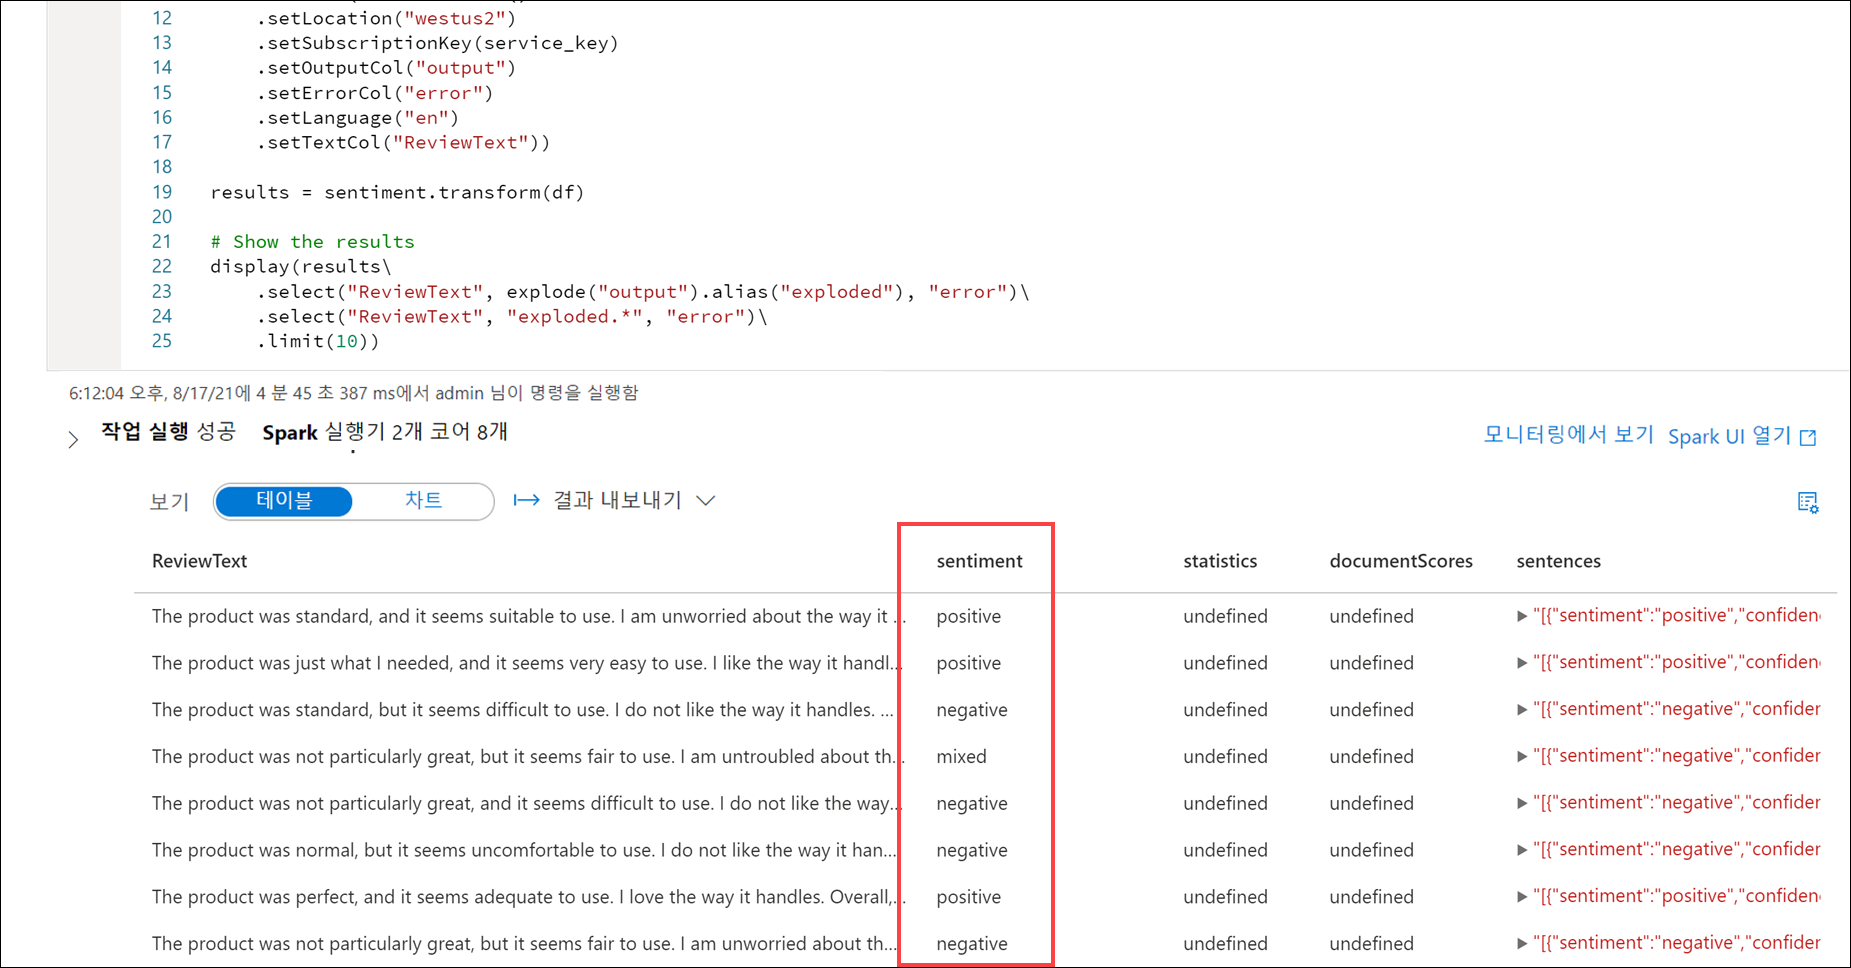 12 .setLocation("westus2")
13 .setSubscriptionKey(service_key)
14 .setOutputCol("output")
15 .setErrorCol("error")
16 .setLanguage("en")
17 .setTextCol("ReviewText"))
18
19 results = sentiment.transform(df)
20
21 # Show the results
22 display(results\
23 .select("ReviewText", explode("output").alias("exploded"), "error")\
24 .select("ReviewText", "exploded.*", "error")\
25 .limit(10))
6:12:04 오후, 8/17/21에 4 분 45 초 387 ms에서 admin 님이 명령을 실행함
작업 실행 성공 Spark 실행기 2개 코어 8개
모니터링에서 보기 Spark UI 열기
보기 테이블 차트 결과 내보내기
ReviewText sentiment statistics documentScores sentences
The product was standard, and it seems suitable to use. I am unworried about the way it ... positive undefined undefined "[{"sentiment":"positive","confiden
The product was just what I needed, and it seems very easy to use. I like the way it handl... positive undefined undefined "[{"sentiment":"positive","confiden
The product was standard, but it seems difficult to use. I do not like the way it handles. ... negative undefined undefined "[{"sentiment":"negative","confider
The product was not particularly great, but it seems fair to use. I am untroubled about th... mixed undefined undefined "[{"sentiment":"negative","confider
The product was not particularly great, and it seems difficult to use. I do not like the way... negative undefined undefined "[{"sentiment":"negative","confider
The product was normal, but it seems uncomfortable to use. I do not like the way it han... negative undefined undefined "[{"sentiment":"negative","confider
The product was perfect, and it seems adequate to use. I love the way it handles. Overall,... positive undefined undefined "[{"sentiment":"positive","confiden
The product was not particularly great, but it seems fair to use. I am unworried about th... negative undefined undefined "[{"sentiment":"negative","confider